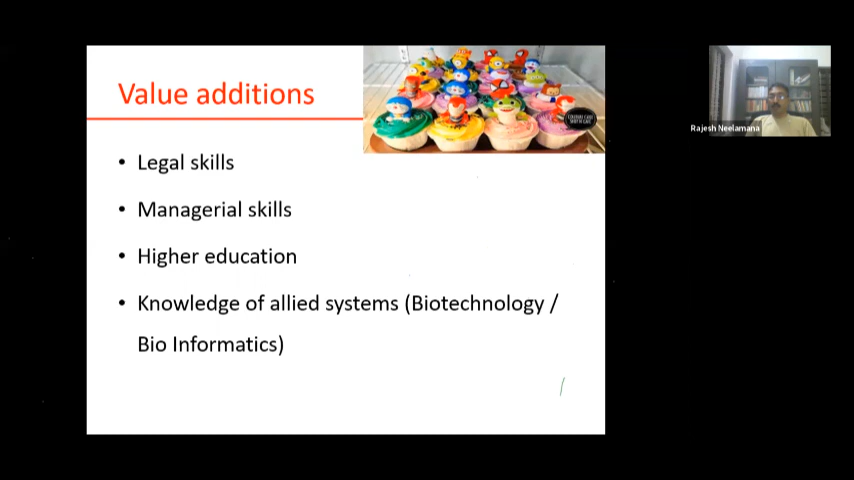 Value additions
• Legal skills
• Managerial skills
• Higher education
• Knowledge of allied systems (Biotechnology /
Bio Informatics)
Rajesh Neelamana